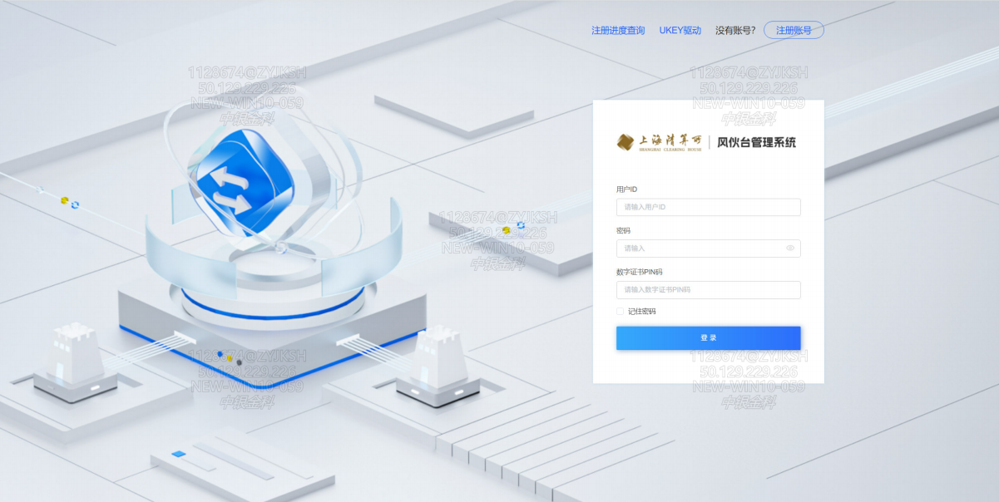 注册进度查询 UKEY驱动 没有账号? 注册账号
1128674@ZYJKSH
50.129.229.226
NEW-WIN10-059
中银金科
1128674@ZYJKSH
50.129.229.226
NEW-WIN10-059
中银金科
上海清算所 风伙台管理系统
SHANGHAI CLEARING HOUSE
用户ID
请输入用户ID
1128674@ZYJKSH
50.129.229.226
NEW-WIN10-059
中银金科
密码
请输入
数字证书PIN码
请输入数字证书PIN码
记住密码
登录
1128674@ZYJKSH
50.129.229.226
NEW-WIN10-059
中银金科
1128674@ZYJKSH
50.129.229.226
NEW-WIN10-059
中银金科